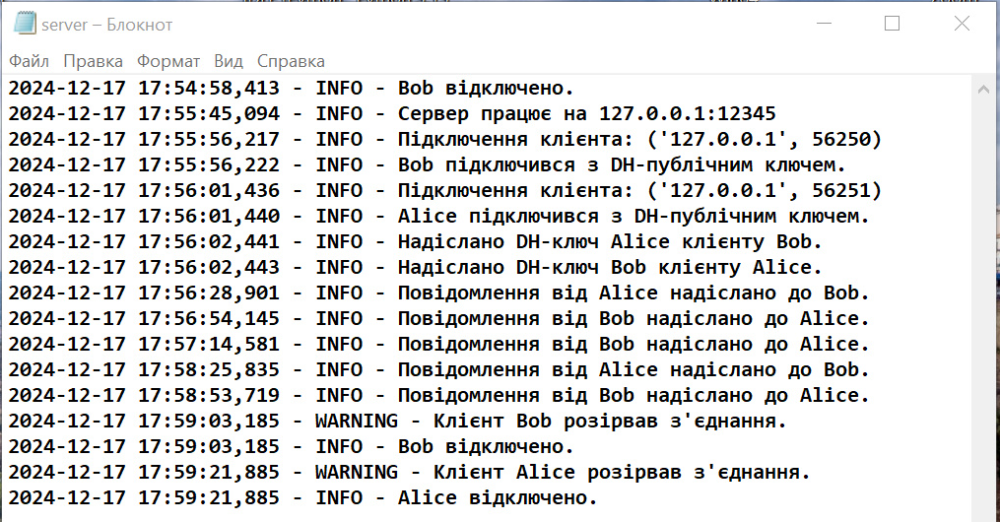 server – Блокнот
Файл Правка Формат Вид Справка
2024-12-17 17:54:58,413 - INFO - Bob відключено.
2024-12-17 17:55:45,094 - INFO - Сервер працює на 127.0.0.1:12345
2024-12-17 17:55:56,217 - INFO - Підключення клієнта: ('127.0.0.1', 56250)
2024-12-17 17:55:56,222 - INFO - Bob підключився з DH-публічним ключем.
2024-12-17 17:56:01,436 - INFO - Підключення клієнта: ('127.0.0.1', 56251)
2024-12-17 17:56:01,440 - INFO - Alice підключився з DH-публічним ключем.
2024-12-17 17:56:02,441 - INFO - Надіслано DH-ключ Alice клієнту Bob.
2024-12-17 17:56:02,443 - INFO - Надіслано DH-ключ Bob клієнту Alice.
2024-12-17 17:56:28,901 - INFO - Повідомлення від Alice надіслано до Bob.
2024-12-17 17:56:54,145 - INFO - Повідомлення від Bob надіслано до Alice.
2024-12-17 17:57:14,581 - INFO - Повідомлення від Bob надіслано до Alice.
2024-12-17 17:58:25,835 - INFO - Повідомлення від Alice надіслано до Bob.
2024-12-17 17:58:53,719 - INFO - Повідомлення від Bob надіслано до Alice.
2024-12-17 17:59:03,185 - WARNING - Клієнт Bob розірвав з'єднання.
2024-12-17 17:59:03,185 - INFO - Bob відключено.
2024-12-17 17:59:21,885 - WARNING - Клієнт Alice розірвав з'єднання.
2024-12-17 17:59:21,885 - INFO - Alice відключено.